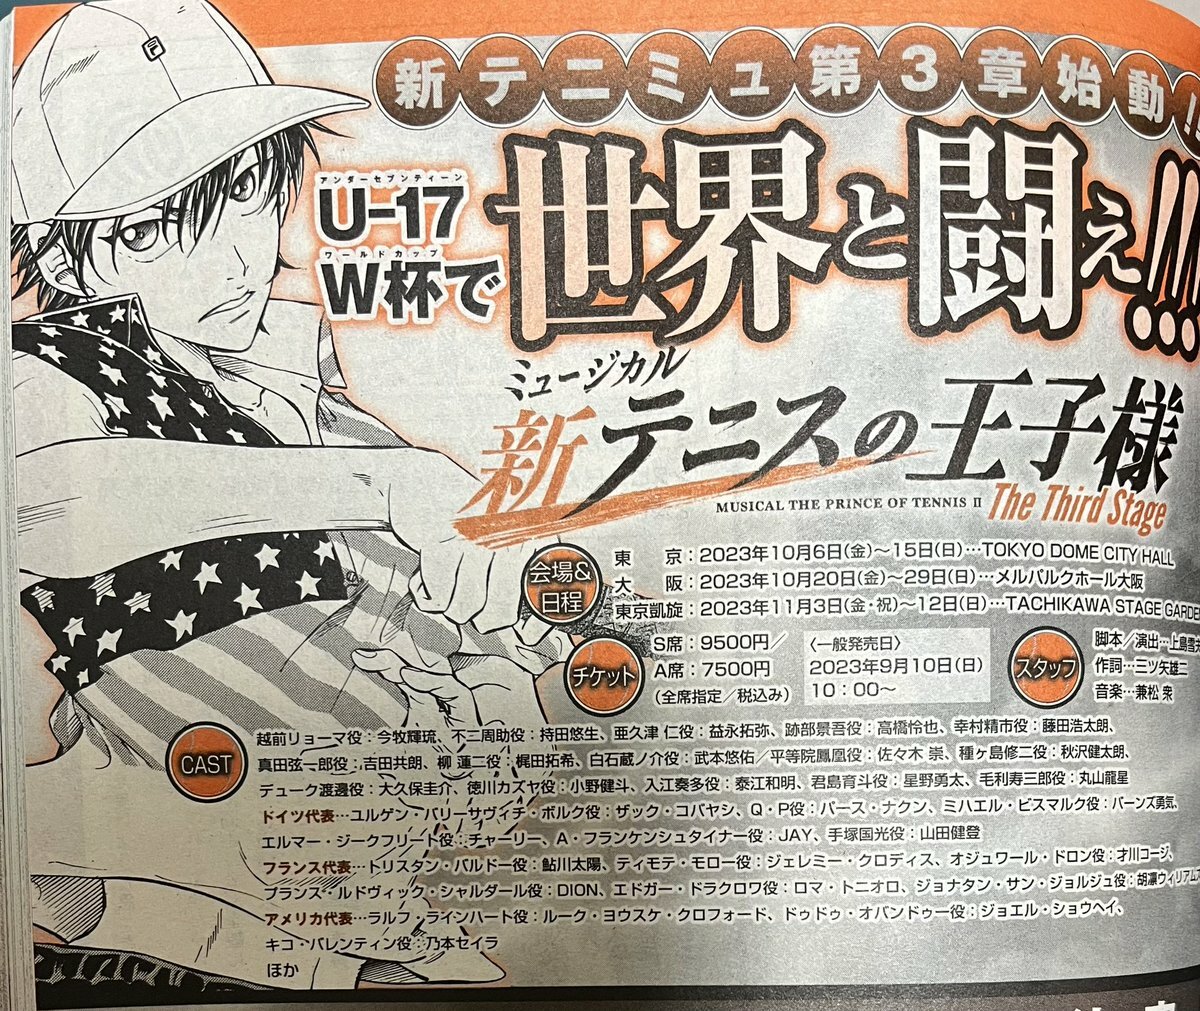 新テニミュ第3章始動!!
アンダーセブンティーン
U-17
ワールドカップ
W杯で
世界と闘え!!!
ミュージカル
新テニスの王子様
MUSICAL THE PRINCE OF TENNIS II The Third Stage
会場&日程
東 京：2023年10月6日(金)～15日(日)…TOKYO DOME CITY HALL
大 阪：2023年10月20日(金)～29日(日)…メルパルクホール大阪
東京凱旋：2023年11月3日(金・祝)～12日(日)…TACHIKAWA STAGE GARDEN
チケット
S席：9500円／
A席：7500円
(全席指定／税込み)
〈一般発売日〉
2023年9月10日(日)
10：00～
スタッフ
脚本／演出…上島雪夫
作詞…三ツ矢雄二
音楽…兼松 衆
CAST
越前リョーマ役：今牧輝琉、不二周助役：持田悠生、亜久津 仁役：益永拓弥、跡部景吾役：高橋怜也、幸村精市役：藤田浩太朗、
真田弦一郎役：吉田共朗、柳 蓮二役：梶田拓希、白石蔵ノ介役：武本悠佑／平等院鳳凰役：佐々木 崇、種ヶ島修二役：秋沢健太朗、
デューク渡邊役：大久保圭介、徳川カズヤ役：小野健斗、入江奏多役：泰江和明、君島育斗役：星野勇太、毛利寿三郎役：丸山龍星
ドイツ代表…ユルゲン・バリーサヴィチ・ボルク役：ザック・コバヤシ、Q・P役：パース・ナクン、ミハエル・ビスマルク役：バーンズ勇気、
エルマー・ジークフリート役：チャーリー、A・フランケンシュタイナー役：JAY、手塚国光役：山田健登
フランス代表…トリスタン・バルドー役：鮎川太陽、ティモテ・モロー役：ジェレミー・クロディス、オジュワール・ドロン役：才川コージ、
プランス・ルドヴィック・シャルダール役：DION、エドガー・ドラクロワ役：ロマ・トニオロ、ジョナタン・サン・ジョルジュ役：胡凛ウィリアムズ
アメリカ代表…ラルフ・ラインハート役：ルーク・ヨウスケ・クロフォード、ドゥドゥ・オバンドゥー役：ジョエル・ショウヘイ、
キコ・バレンティン役：乃本セイラ
ほか